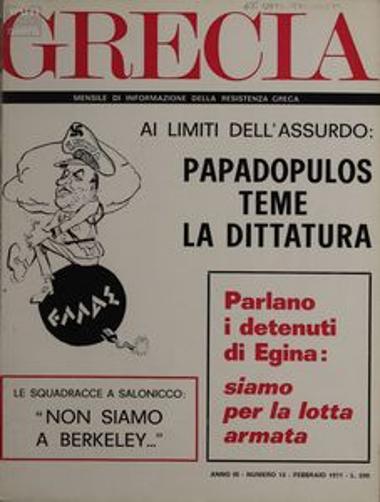 GRECIA
MENSILE DI INFORMAZIONE DELLA RESISTENZA GRECA
AI LIMITI DELL'ASSURDO:
PAPADOPULOS
TEME
LA DITTATURA
ΕΛΛΑΣ
Parlano
i detenuti
di Egina:
siamo
per la lotta
armata
LE SQUADRACCE A SALONICCO:
"NON SIAMO
A BERKELEY..."
ANNO III - NUMERO 13 - FEBBRAIO 1971 - L. 200